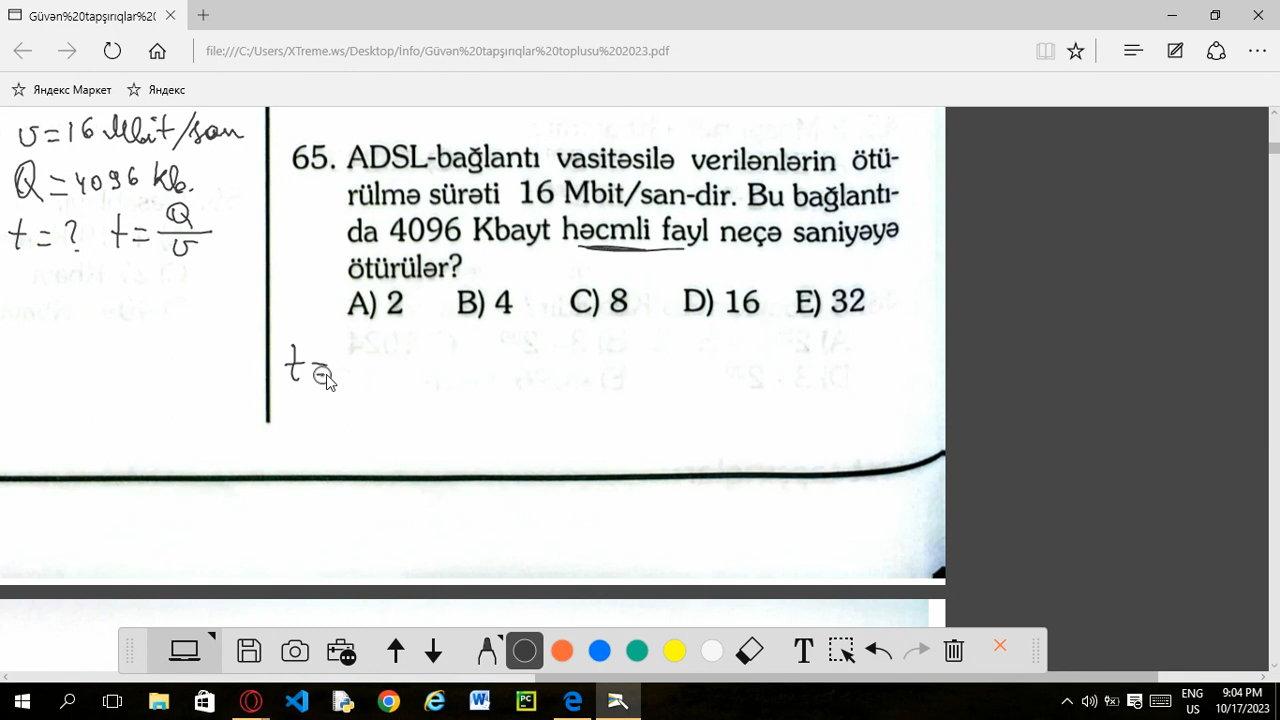 Güvən%20tapşırıqlar%20
file:///C:/Users/XTreme.ws/Desktop/İnfo/Güvən%20tapşırıqlar%20toplusu%202023.pdf
Яндекс Маркет Яндекс
v=16 Mbit/san
Q=4096 Kb.
t=? t=Q/v
65. ADSL-bağlantı vasitəsilə verilənlərin ötü-
rülmə sürəti 16 Mbit/san-dir. Bu bağlantı-
da 4096 Kbayt həcmli fayl neçə saniyəyə
ötürülər?
A) 2 B) 4 C) 8 D) 16 E) 32
t=
T
ENG
US
9:04 PM
10/17/2023